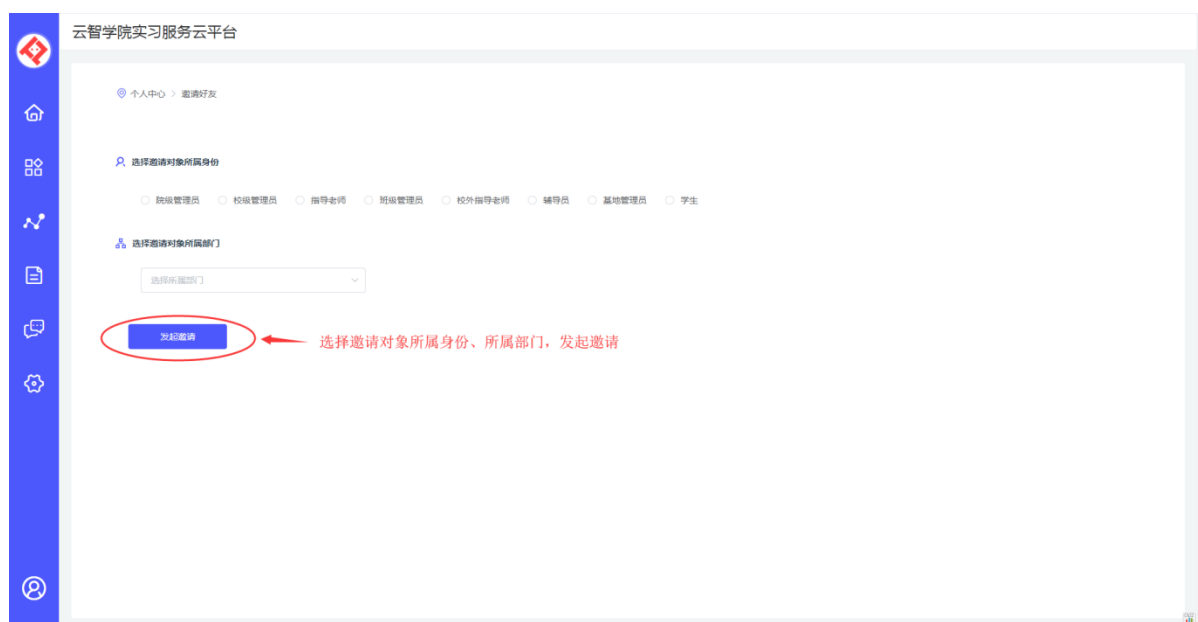 云智学院实习服务云平台
个人中心 > 邀请好友
选择邀请对象所属身份
院级管理员 校级管理员 指导老师 班级管理员 校外指导老师 辅导员 基地管理员 学生
选择邀请对象所属部门
选择所属部门
发起邀请
选择邀请对象所属身份、所属部门，发起邀请